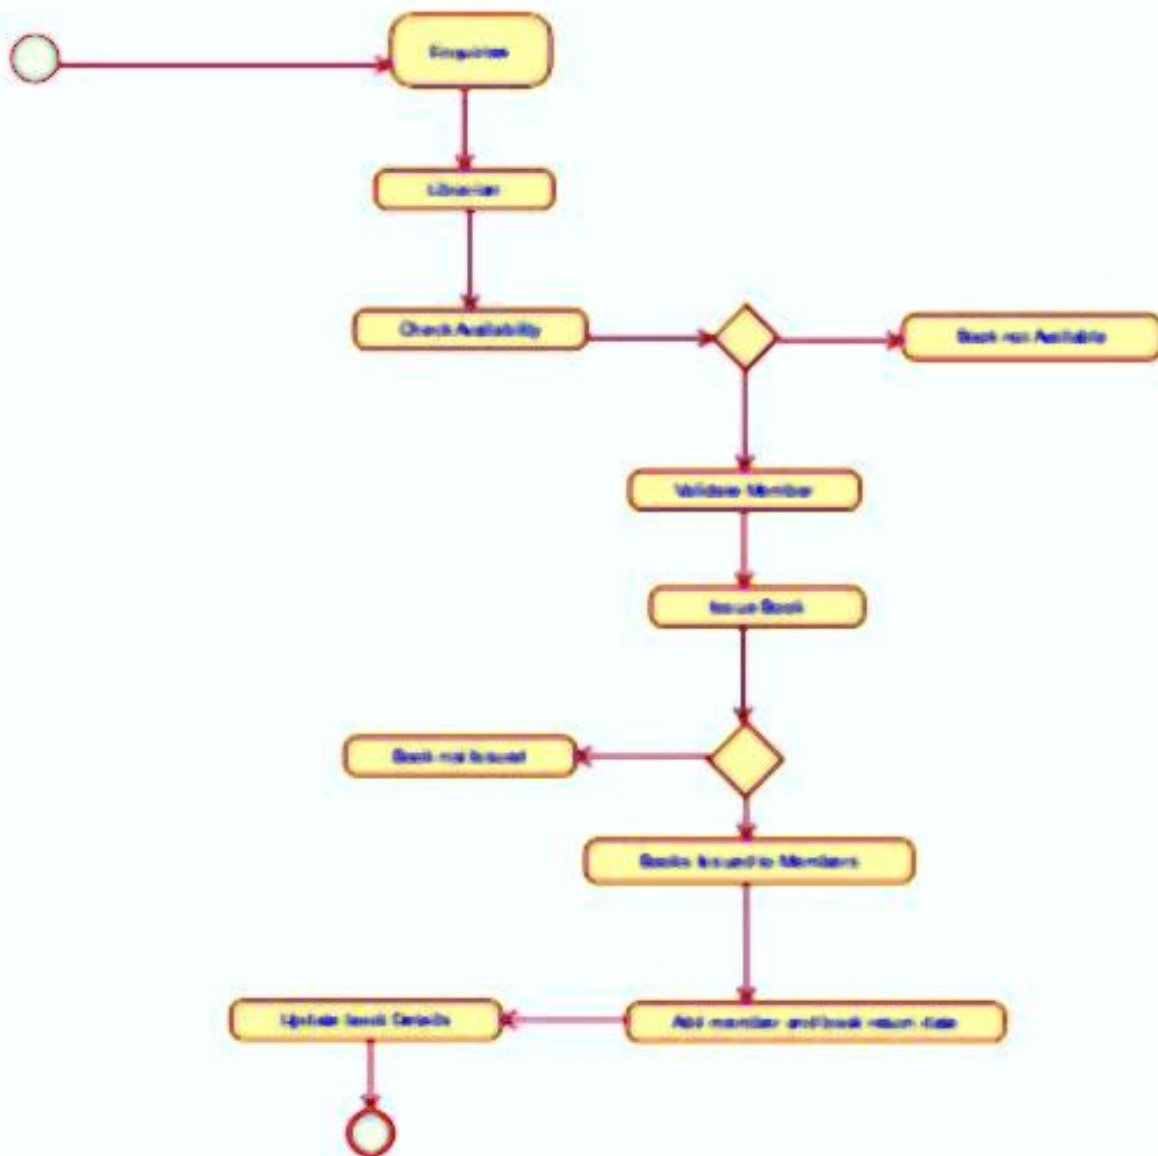 Enquiries
Librarian
Check Availability
Book not Available
Validate Member
Issue Book
Book not Issued
Books Issued to Members
Add member and book return date
Update book Details